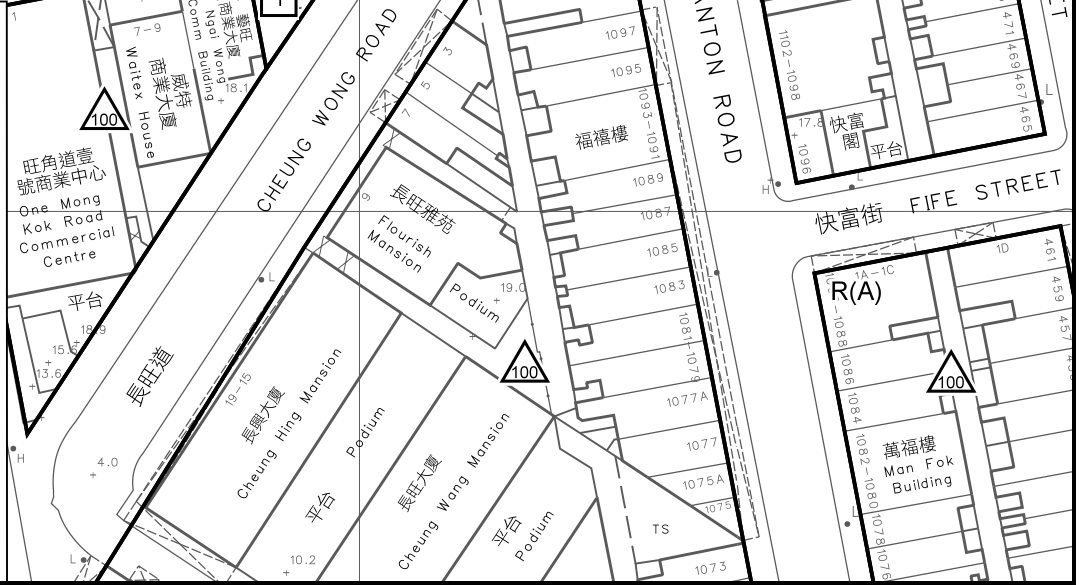 7-9
威特
商業大廈
Waitex House
藝旺
商業大廈
Ngai Wong
Comm Building
18.1
100
旺角道壹
號商業中心
One Mong
Kok Road
Commercial
Centre
平台
18.9
15.6
13.6
H
4.0
L
L
長旺道
CHEUNG WONG ROAD
3
5
7
9
長旺雅苑
Flourish
Mansion
Podium
19.0
19-15
長興大廈
Cheung Hing Mansion
Podium
平台
長旺大廈
Cheung Wang Mansion
平台
Podium
10.2
100
1097
1095
1093-1091
福禧樓
1089
1087
1085
1083
1081-1079
1077A
1077
1075A
1075
TS
1073
ANTON ROAD
1102-1098
17.8
1096
快富
閣
平台
471
469
467
465
L
H
L
快富街 FIFE STREET
1A-1C
1D
R(A)
461
459
457
1088
1086
1084
1082-1080
1078
1076
100
萬福樓
Man Fok
Building
L